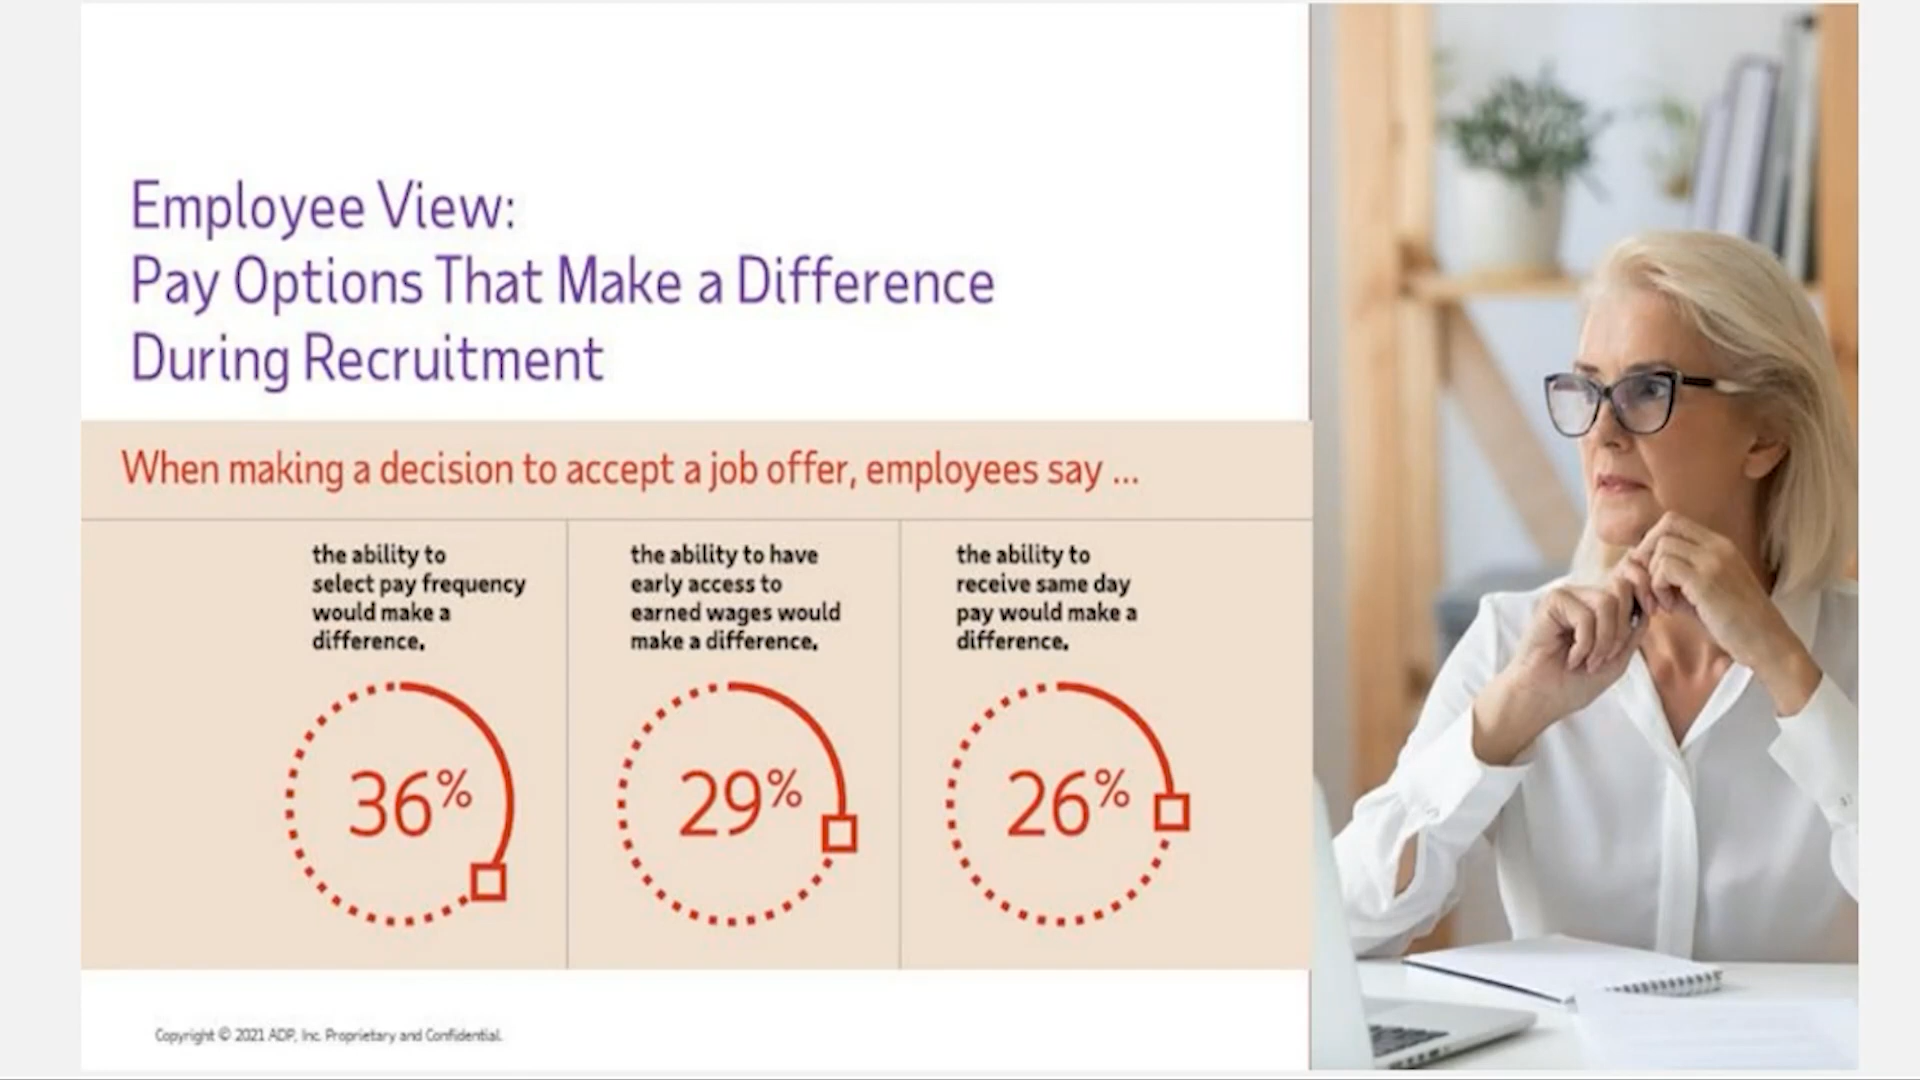 Employee View:
Pay Options That Make a Difference
During Recruitment
When making a decision to accept a job offer, employees say ...
the ability to
select pay frequency
would make a
difference.
36%
the ability to have
early access to
earned wages would
make a difference.
29%
the ability to
receive same day
pay would make a
difference.
26%
Copyright © 2021 ADP, Inc. Proprietary and Confidential.